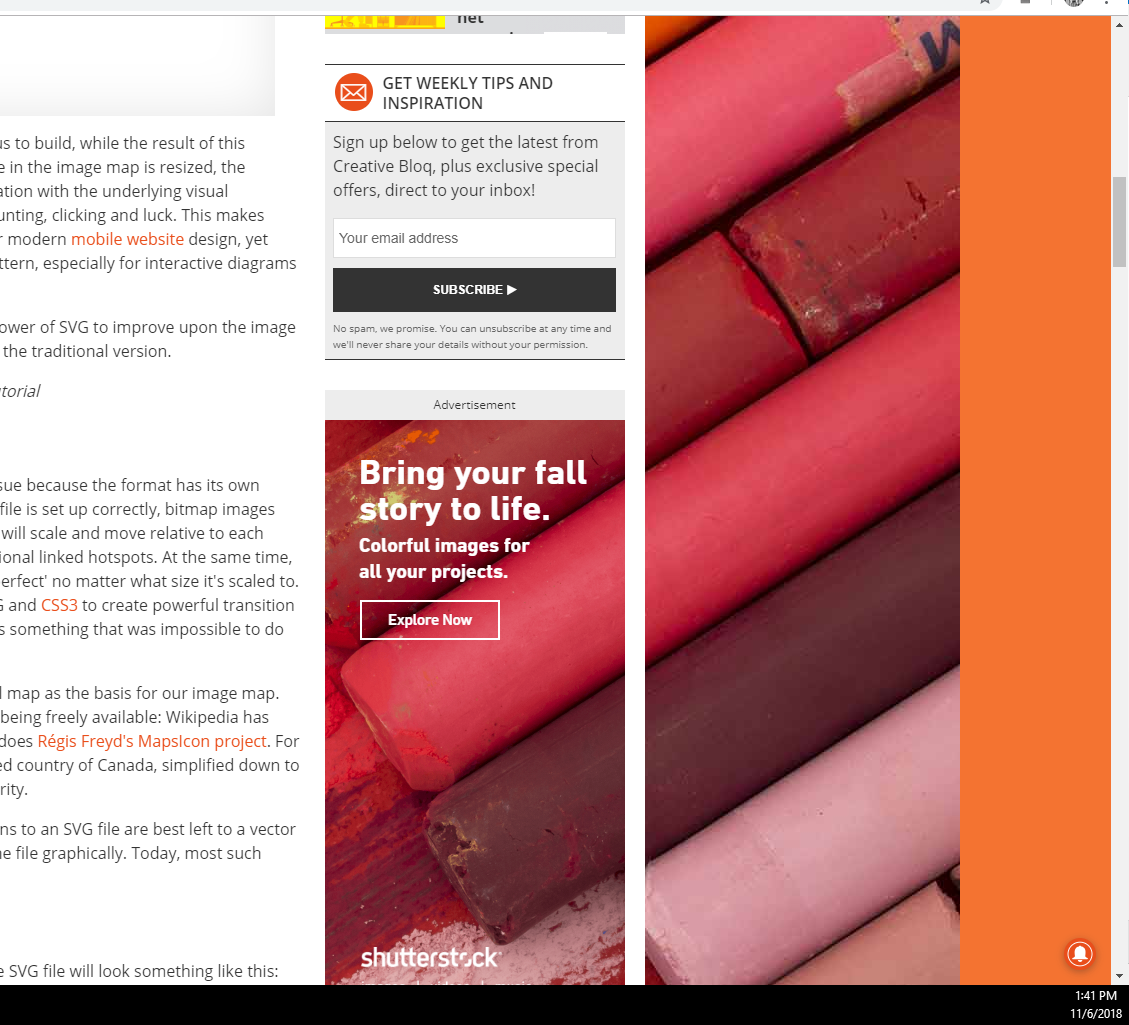 us to build, while the result of this
e in the image map is resized, the
ation with the underlying visual
unting, clicking and luck. This makes
r modern mobile website design, yet
ttern, especially for interactive diagrams
ower of SVG to improve upon the image
the traditional version.
utorial
sue because the format has its own
file is set up correctly, bitmap images
will scale and move relative to each
ional linked hotspots. At the same time,
erfect' no matter what size it's scaled to.
G and CSS3 to create powerful transition
s something that was impossible to do
l map as the basis for our image map.
being freely available: Wikipedia has
does Régis Freyd's MapsIcon project. For
ed country of Canada, simplified down to
rity.
ns to an SVG file are best left to a vector
e file graphically. Today, most such
e SVG file will look something like this:
net
GET WEEKLY TIPS AND
INSPIRATION
Sign up below to get the latest from
Creative Bloq, plus exclusive special
offers, direct to your inbox!
Your email address
SUBSCRIBE ▶
No spam, we promise. You can unsubscribe at any time and
we'll never share your details without your permission.
Advertisement
Bring your fall
story to life.
Colorful images for
all your projects.
Explore Now
shutterstock
1:41 PM
11/6/2018